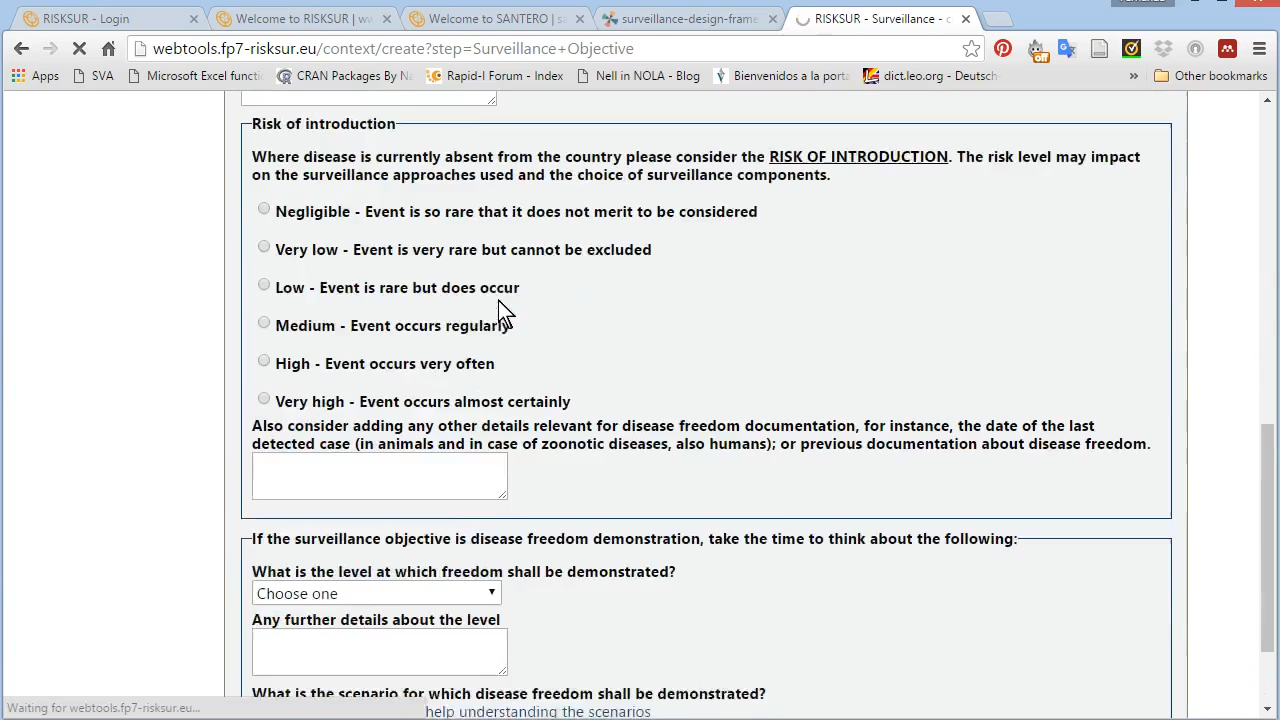 RISKSUR - Login
Welcome to RISKSUR | ww
Welcome to SANTERO | sa
surveillance-design-frame
RISKSUR - Surveillance - c
webtools.fp7-risksur.eu/context/create?step=Surveillance+Objective
off
Apps
SVA
Microsoft Excel functi
CRAN Packages By Na
Rapid-I Forum - Index
Nell in NOLA - Blog
Bienvenidos a la porta
dict.leo.org - Deutsch-
»
Other bookmarks
Risk of introduction
Where disease is currently absent from the country please consider the RISK OF INTRODUCTION. The risk level may impact
on the surveillance approaches used and the choice of surveillance components.
Negligible - Event is so rare that it does not merit to be considered
Very low - Event is very rare but cannot be excluded
Low - Event is rare but does occur
Medium - Event occurs regularly
High - Event occurs very often
Very high - Event occurs almost certainly
Also consider adding any other details relevant for disease freedom documentation, for instance, the date of the last
detected case (in animals and in case of zoonotic diseases, also humans); or previous documentation about disease freedom.
If the surveillance objective is disease freedom demonstration, take the time to think about the following:
What is the level at which freedom shall be demonstrated?
Choose one
Any further details about the level
What is the scenario for which disease freedom shall be demonstrated?
help understanding the scenarios
Waiting for webtools.fp7-risksur.eu...